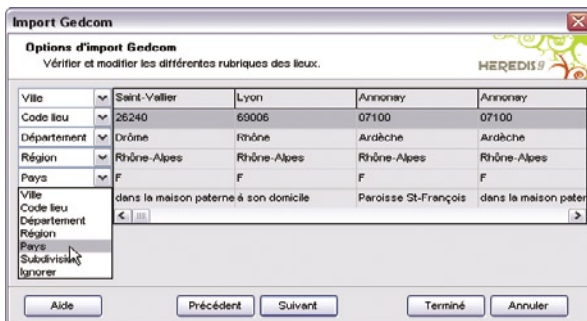 Import Gedcom
Options d'import Gedcom
Vérifier et modifier les différentes rubriques des lieux.
HEREDIS 9
Ville Saint-Vallier Lyon Annonay Annonay
Code lieu 26240 69006 07100 07100
Département Drôme Rhône Ardèche Ardèche
Région Rhône-Alpes Rhône-Alpes Rhône-Alpes Rhône-Alpes
Pays F F F F
dans la maison paterne à son domicile Paroisse St-François dans la maison pater
Ville
Code lieu
Département
Région
Pays
Subdivision
Ignorer
Aide Précédent Suivant Terminé Annuler